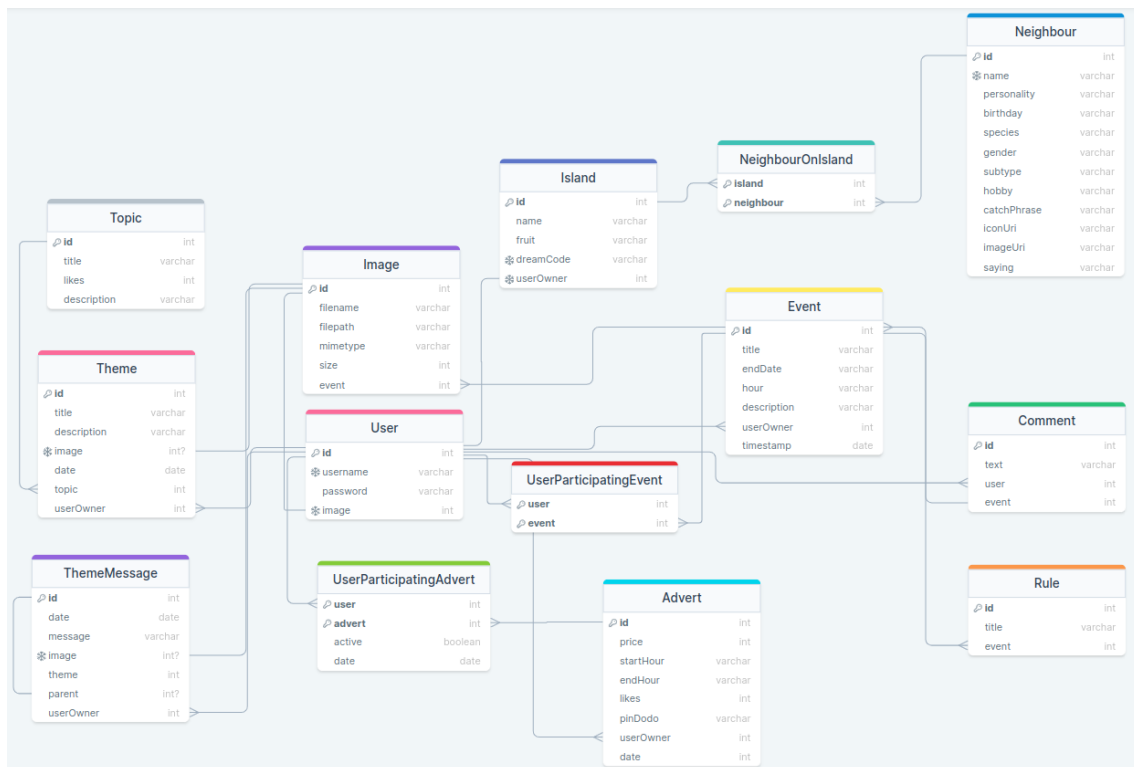 Neighbour
id int
name varchar
personality varchar
birthday varchar
species varchar
gender varchar
subtype varchar
hobby varchar
catchPhrase varchar
iconUri varchar
imageUri varchar
saying varchar
NeighbourOnIsland
island int
neighbour int
Island
id int
name varchar
fruit varchar
dreamCode varchar
userOwner int
Topic
id int
title varchar
likes int
description varchar
Image
id int
filename varchar
filepath varchar
mimetype varchar
size int
event int
Event
id int
title varchar
endDate varchar
hour varchar
description varchar
userOwner int
timestamp date
Theme
id int
title varchar
description varchar
image int?
date date
topic int
userOwner int
User
id int
username varchar
password varchar
image int
Comment
id int
text varchar
user int
event int
UserParticipatingEvent
user int
event int
ThemeMessage
id int
date date
message varchar
image int?
theme int
parent int?
userOwner int
UserParticipatingAdvert
user int
advert int
active boolean
date date
Advert
id int
price int
startHour varchar
endHour varchar
likes int
pinDodo varchar
userOwner int
date int
Rule
id int
title varchar
event int